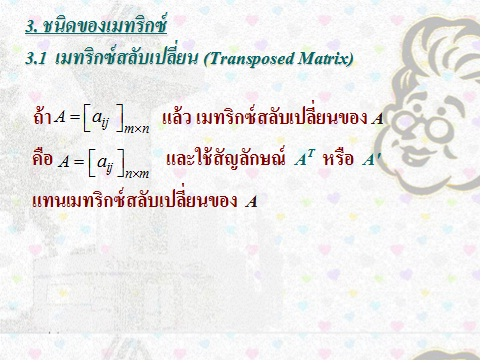 3. ชนิดของเมทริกซ์
3.1 เมทริกซ์สลับเปลี่ยน (Transposed Matrix)
ถ้า A = [a_{ij}]_{m×n} แล้ว เมทริกซ์สลับเปลี่ยนของ A
คือ A = [a_{ij}]_{n×m} และใช้สัญลักษณ์ A^T หรือ A'
แทนเมทริกซ์สลับเปลี่ยนของ A